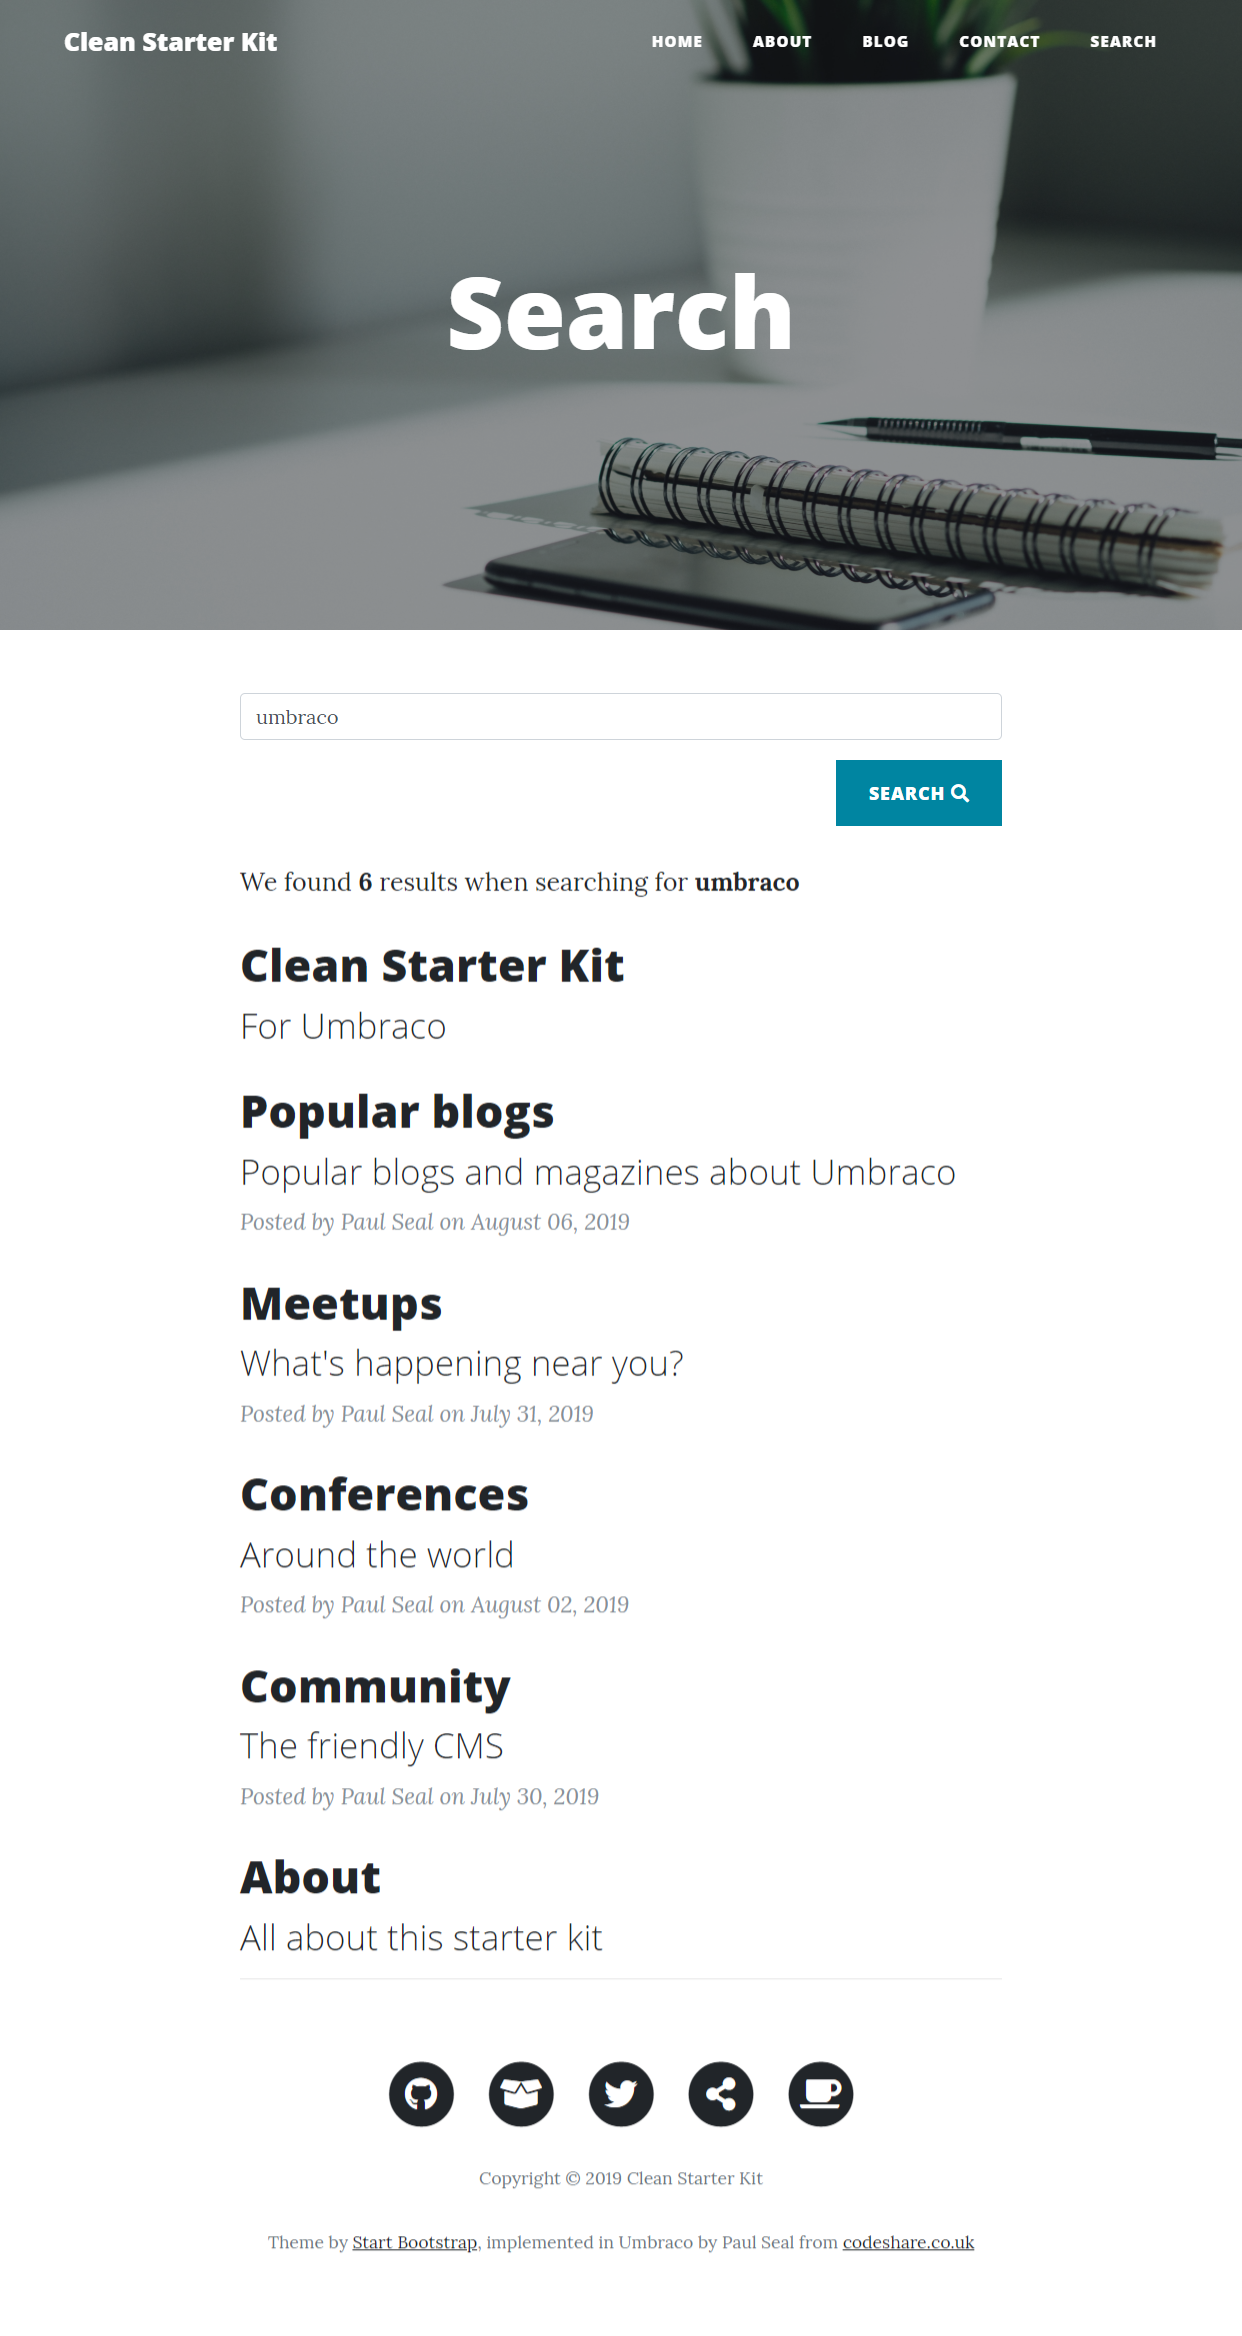 Clean Starter Kit
HOME ABOUT BLOG CONTACT SEARCH
Search
umbraco
SEARCH
We found 6 results when searching for umbraco
Clean Starter Kit
For Umbraco
Popular blogs
Popular blogs and magazines about Umbraco
Posted by Paul Seal on August 06, 2019
Meetups
What's happening near you?
Posted by Paul Seal on July 31, 2019
Conferences
Around the world
Posted by Paul Seal on August 02, 2019
Community
The friendly CMS
Posted by Paul Seal on July 30, 2019
About
All about this starter kit
Copyright © 2019 Clean Starter Kit
Theme by Start Bootstrap, implemented in Umbraco by Paul Seal from codeshare.co.uk